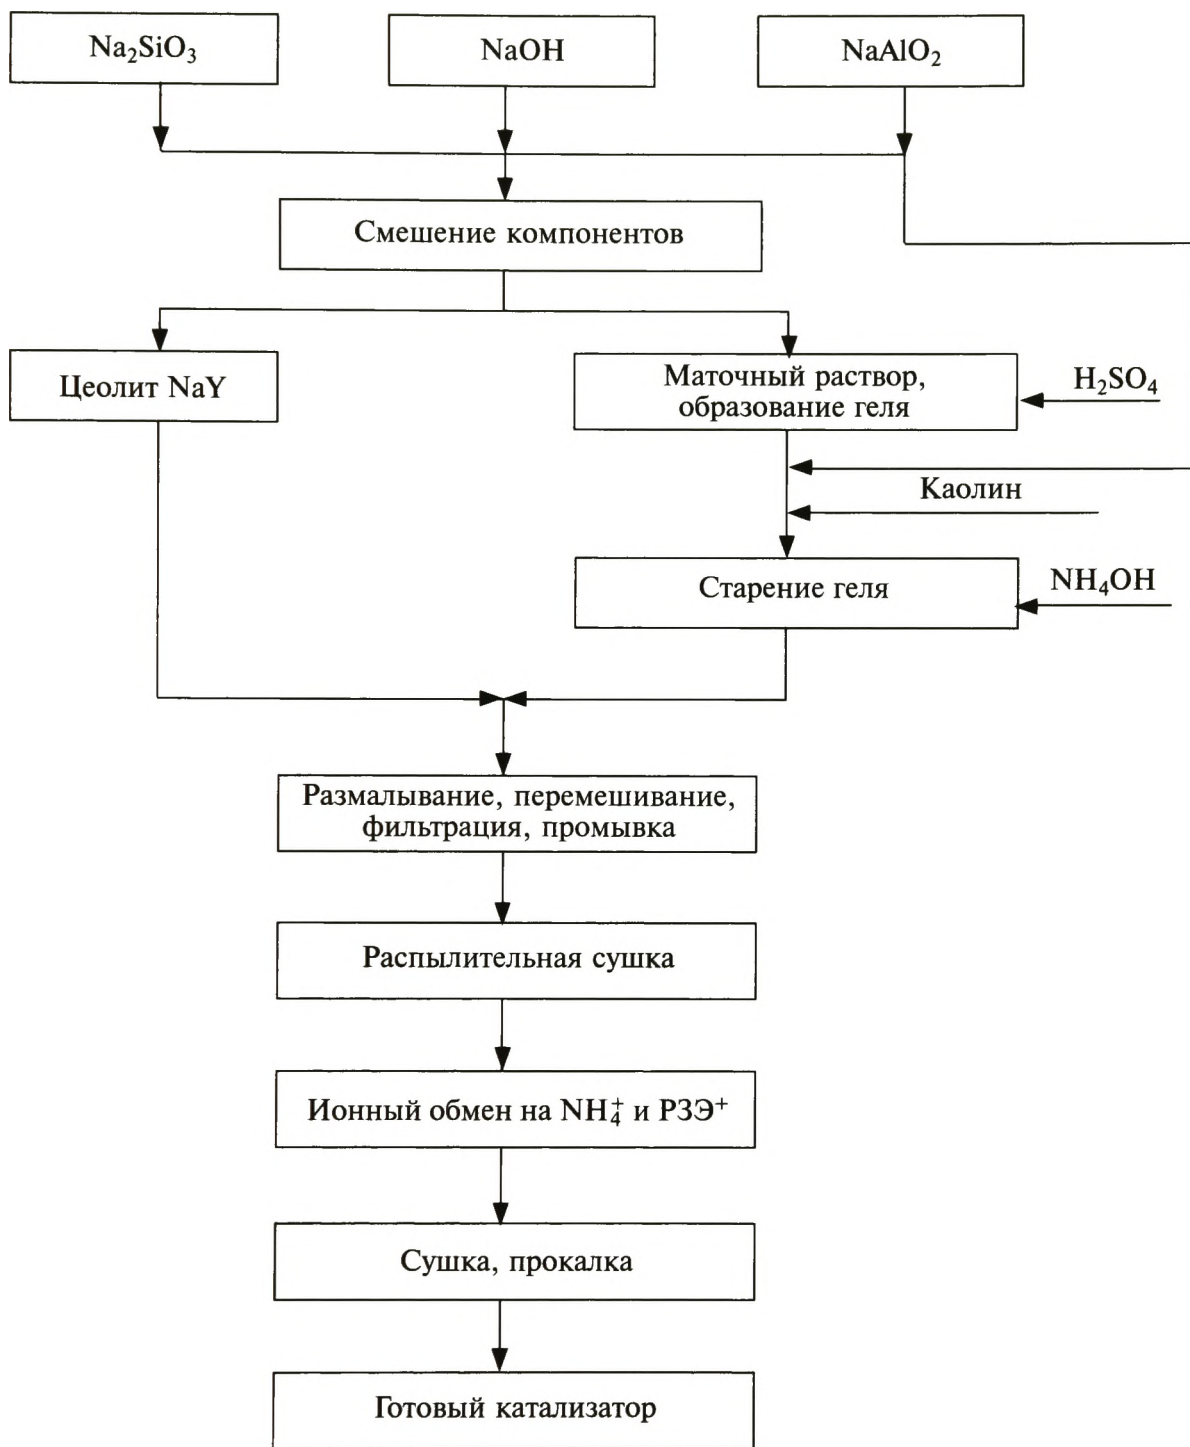 Na₂SiO₃
NaOH
NaAlO₂
Смешение компонентов
Цеолит NaY
Маточный раствор,
образование геля
H₂SO₄
Каолин
Старение геля
NH₄OH
Размалывание, перемешивание,
фильтрация, промывка
Распылительная сушка
Ионный обмен на NH₄⁺ и РЗЭ⁺
Сушка, прокалка
Готовый катализатор